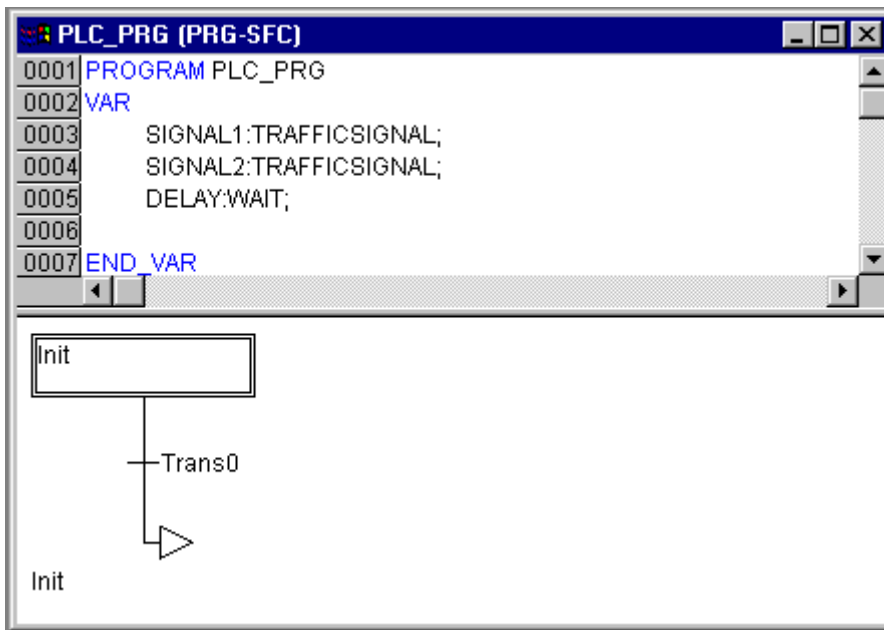 PLC_PRG (PRG-SFC)
0001 PROGRAM PLC_PRG
0002 VAR
0003 SIGNAL1:TRAFFICSIGNAL;
0004 SIGNAL2:TRAFFICSIGNAL;
0005 DELAY:WAIT;
0006
0007 END_VAR
Init
Trans0
Init